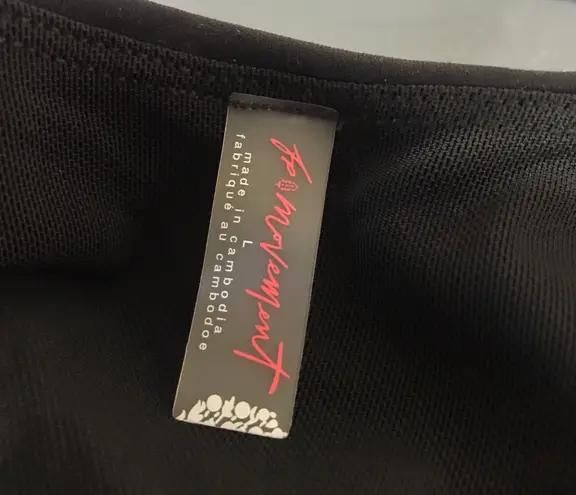 fp movement
L
made in cambodia
fabriqué au cambodge